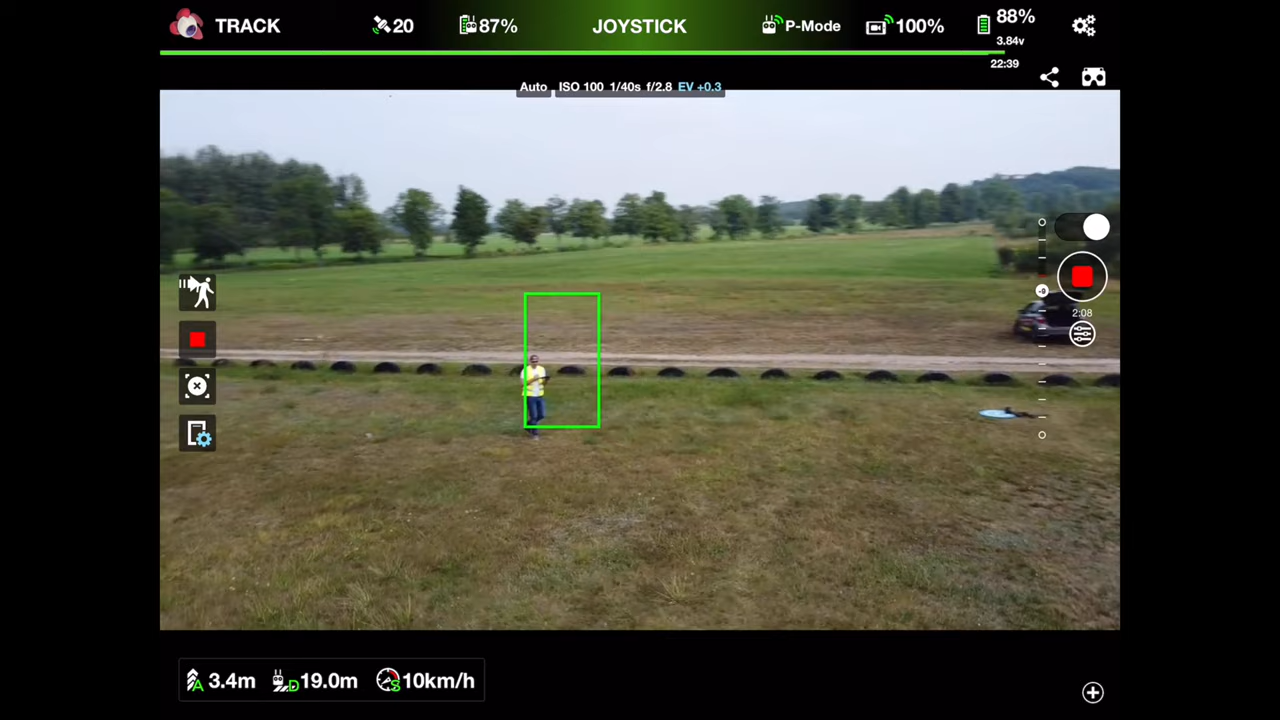 TRACK
20
87%
JOYSTICK
P-Mode
100%
88%
3.84v
22:39
Auto
ISO 100 1/40s f/2.8 EV +0.3
-9
2:08
A 3.4m
D 19.0m
S 10km/h